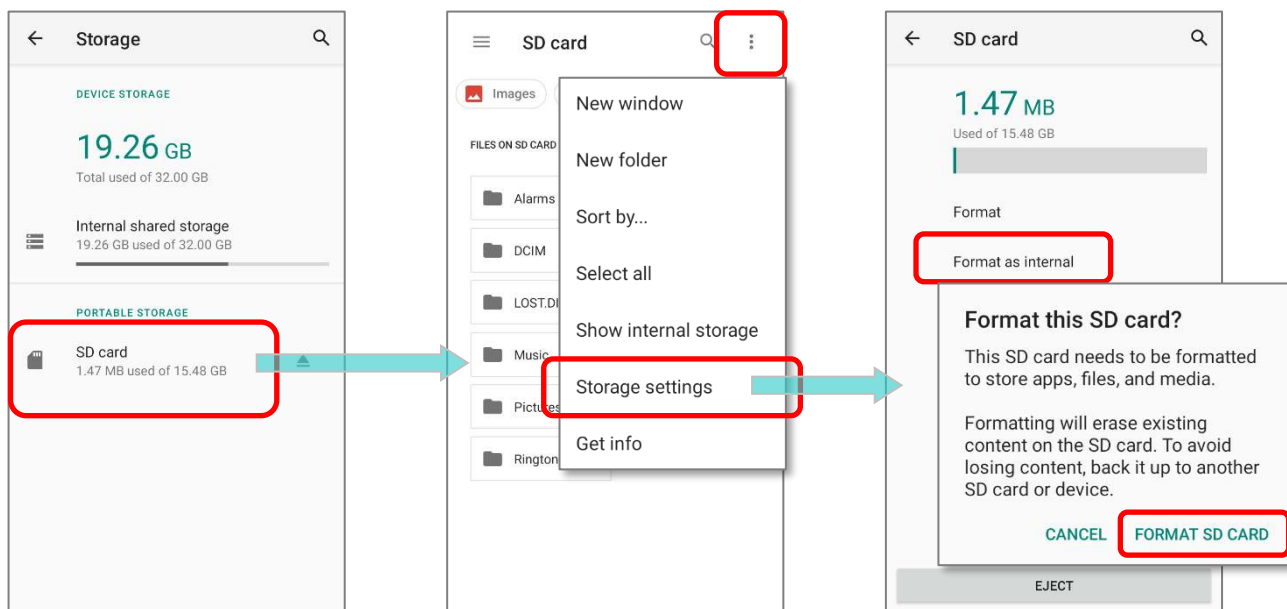 Storage
DEVICE STORAGE
19.26 GB
Total used of 32.00 GB
Internal shared storage
19.26 GB used of 32.00 GB
PORTABLE STORAGE
SD card
1.47 MB used of 15.48 GB
SD card
Images
FILES ON SD CARD
Alarms
DCIM
LOST.DI
Music
Pictures
Rington
New window
New folder
Sort by...
Select all
Show internal storage
Storage settings
Get info
SD card
1.47 MB
Used of 15.48 GB
Format
Format as internal
Format this SD card?
This SD card needs to be formatted
to store apps, files, and media.
Formatting will erase existing
content on the SD card. To avoid
losing content, back it up to another
SD card or device.
CANCEL FORMAT SD CARD
EJECT